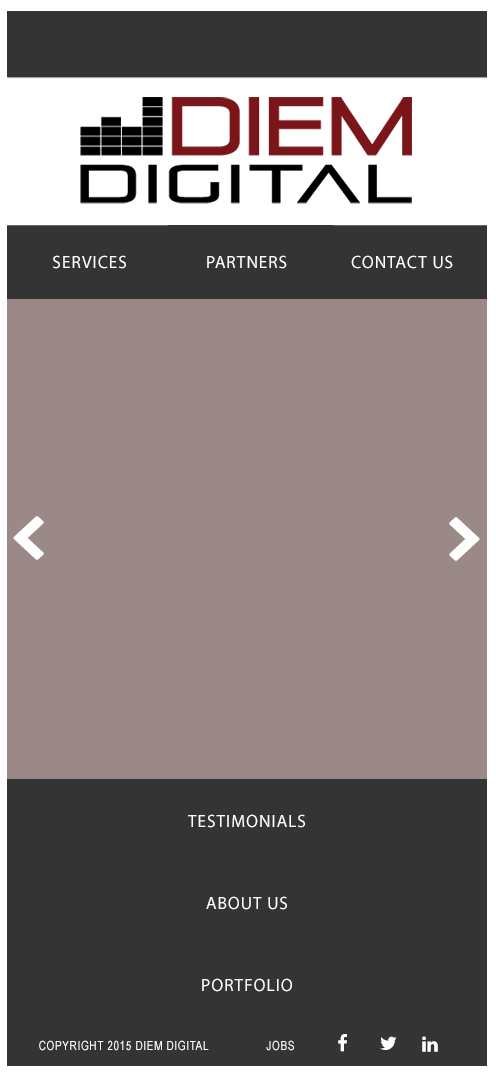 DIEM
DIGITAL
SERVICES PARTNERS CONTACT US
TESTIMONIALS
ABOUT US
PORTFOLIO
COPYRIGHT 2015 DIEM DIGITAL JOBS f in